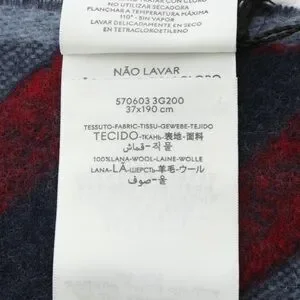 NO UTILIZAR SECADORA
PLANCHAR A TEMPERATURA MÁXIMA
110° - SIN VAPOR
LAVAR DELICADAMENTE EN SECO
EN TETRACLOROETILENO
NÃO LAVAR
570603 3G200
37x190 cm
TESSUTO-FABRIC-TISSU-GEWEBE-TEJIDO
TECIDO-ТКАНЬ-表地-面料
قماش-직물
100%LANA-WOOL-LAINE-WOLLE
LANA-LÃ-ШЕРСТЬ-羊毛-ウール
صوف-울